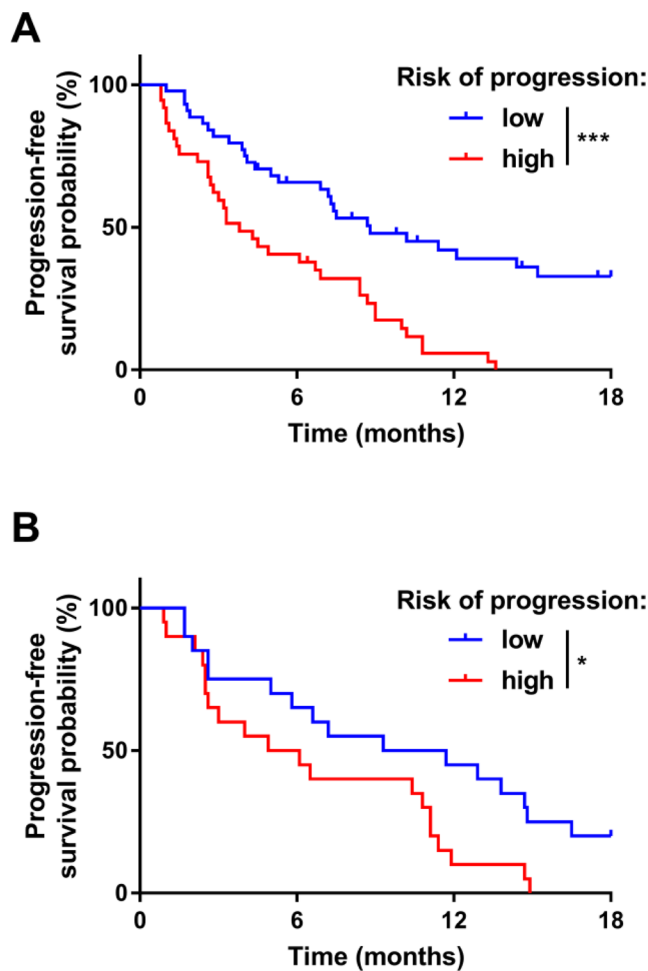 A
Progression-free
survival probability (%)
100
50
0
Risk of progression:
low
high
***
0 6 12 18
Time (months)
B
Progression-free
survival probability (%)
100
50
0
Risk of progression:
low
high
*
0 6 12 18
Time (months)